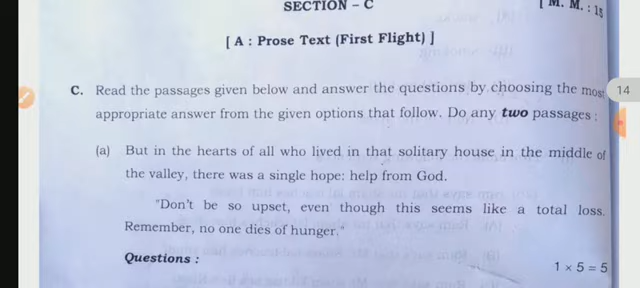 SECTION – C
[ M. M. : 15
[ A : Prose Text (First Flight) ]
C. Read the passages given below and answer the questions by choosing the most
14
appropriate answer from the given options that follow. Do any two passages :
(a) But in the hearts of all who lived in that solitary house in the middle of
the valley, there was a single hope: help from God.
"Don't be so upset, even though this seems like a total loss.
Remember, no one dies of hunger."
Questions :
1 × 5 = 5